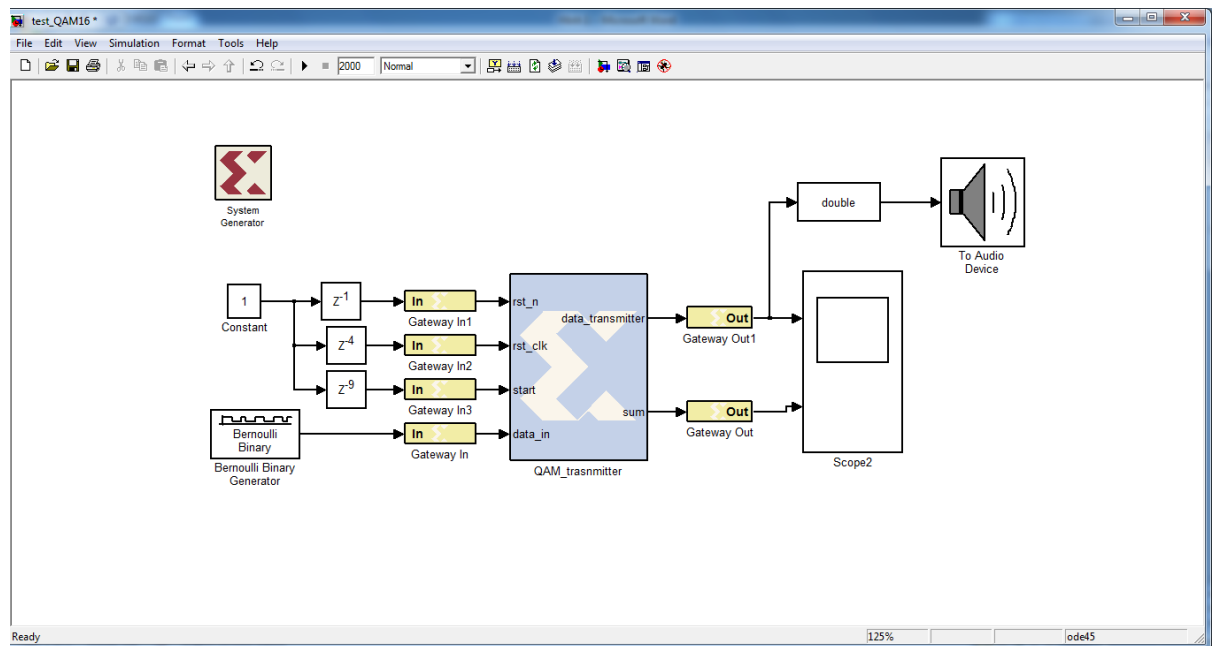 test_QAM16 *
File Edit View Simulation Format Tools Help
2000 Normal
System
Generator
double
To Audio
Device
1
Constant
Z-1
In
Gateway In1
rst_n
data_transmitter
Out
Gateway Out1
Z-4
In
Gateway In2
rst_clk
Z-9
In
Gateway In3
start
sum
Out
Gateway Out
Bernoulli
Binary
Bernoulli Binary
Generator
In
Gateway In
data_in
QAM_trasnmitter
Scope2
Ready 125% ode45